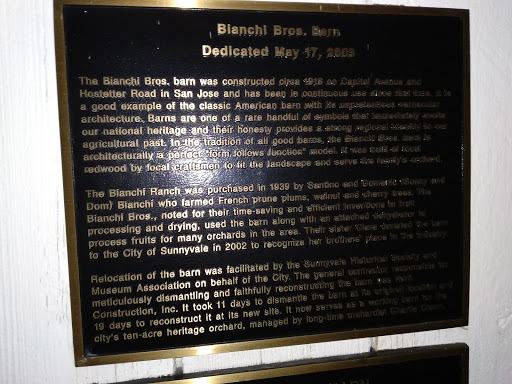 Bianchi Bros. Barn
Dedicated May 17, 2003
The Bianchi Bros. barn was constructed circa 1918 on Capitol Avenue and
Hostetter Road in San Jose and has been in continuous use since that time. It is
a good example of the classic American barn with its unpretentious vernacular
architecture. Barns are one of a rare handful of symbols that immediately evoke
our national heritage and their honesty provides a strong regional identity to our
agricultural past. In the tradition of all good barns, the Bianchi Bros. barn is
architecturally a perfect "form follows function" model. It was built of local
redwood by local craftsmen to fit the landscape and serve the family's orchard.
The Bianchi Ranch was purchased in 1939 by Santino and Domenic (Sonny and
Dom) Bianchi who farmed French prune plums, walnut and cherry trees. The
Bianchi Bros., noted for their time-saving and efficient inventions in fruit
processing and drying, used the barn along with an attached dehydrator to
process fruits for many orchards in the area. Their sister Clara donated the barn
to the City of Sunnyvale in 2002 to recognize her brothers' place in the industry.
Relocation of the barn was facilitated by the Sunnyvale Historical Society and
Museum Association on behalf of the City. The general contractor responsible for
meticulously dismantling and faithfully reconstructing the barn was
Construction, Inc. It took 11 days to dismantle the barn at its original location and
19 days to reconstruct it at its new site. It now serves as a working barn for the
city's ten-acre heritage orchard, managed by long-time orchardist Charlie